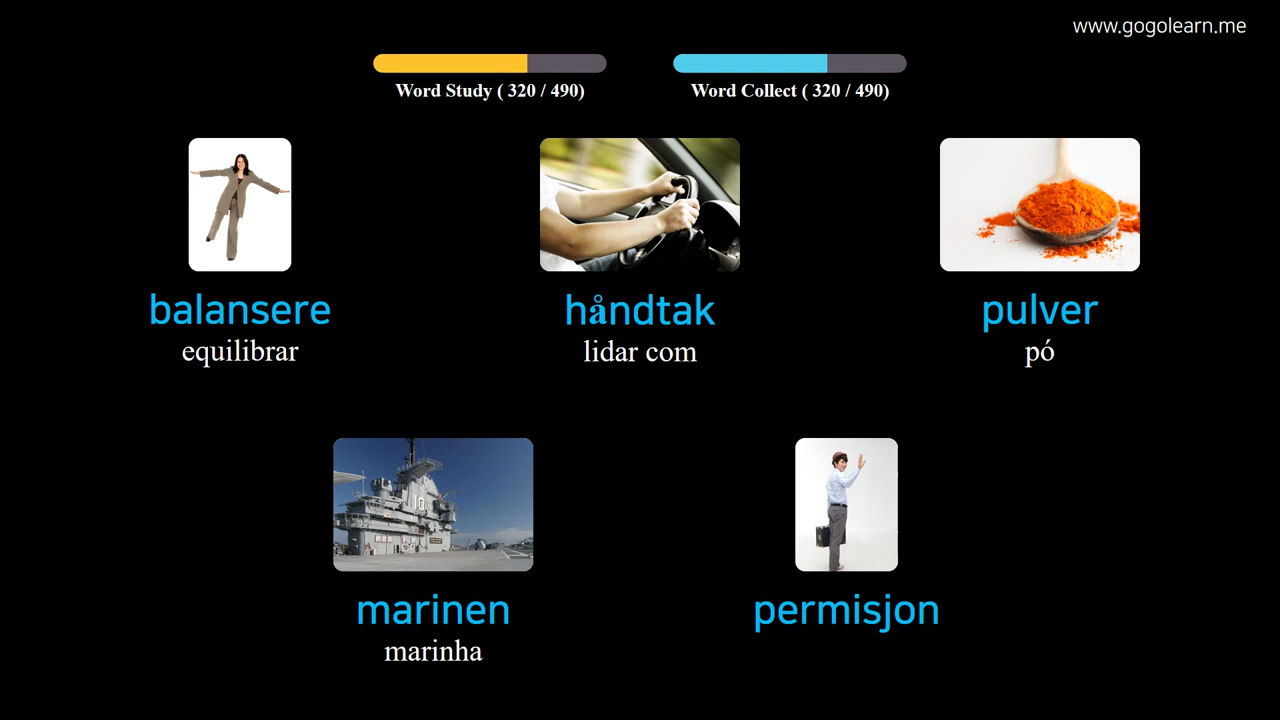 www.gogolearn.me
Word Study ( 320 / 490)
Word Collect ( 320 / 490)
balansere
equilibrar
håndtak
lidar com
pulver
pó
10
marinen
marinha
permisjon